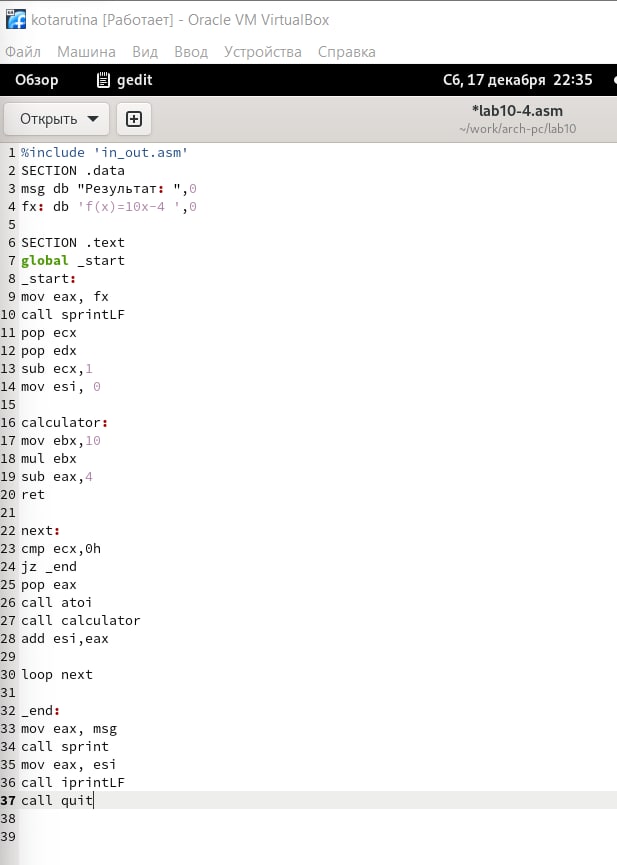 kotarutina [Работает] - Oracle VM VirtualBox
Файл Машина Вид Ввод Устройства Справка
Обзор gedit Сб, 17 декабря 22:35
Открыть *lab10-4.asm
~/work/arch-pc/lab10
1 %include 'in_out.asm'
2 SECTION .data
3 msg db "Результат: ",0
4 fx: db 'f(x)=10x-4 ',0
5
6 SECTION .text
7 global _start
8 _start:
9 mov eax, fx
10 call sprintLF
11 pop ecx
12 pop edx
13 sub ecx,1
14 mov esi, 0
15
16 calculator:
17 mov ebx,10
18 mul ebx
19 sub eax,4
20 ret
21
22 next:
23 cmp ecx,0h
24 jz _end
25 pop eax
26 call atoi
27 call calculator
28 add esi,eax
29
30 loop next
31
32 _end:
33 mov eax, msg
34 call sprint
35 mov eax, esi
36 call iprintLF
37 call quit
38
39